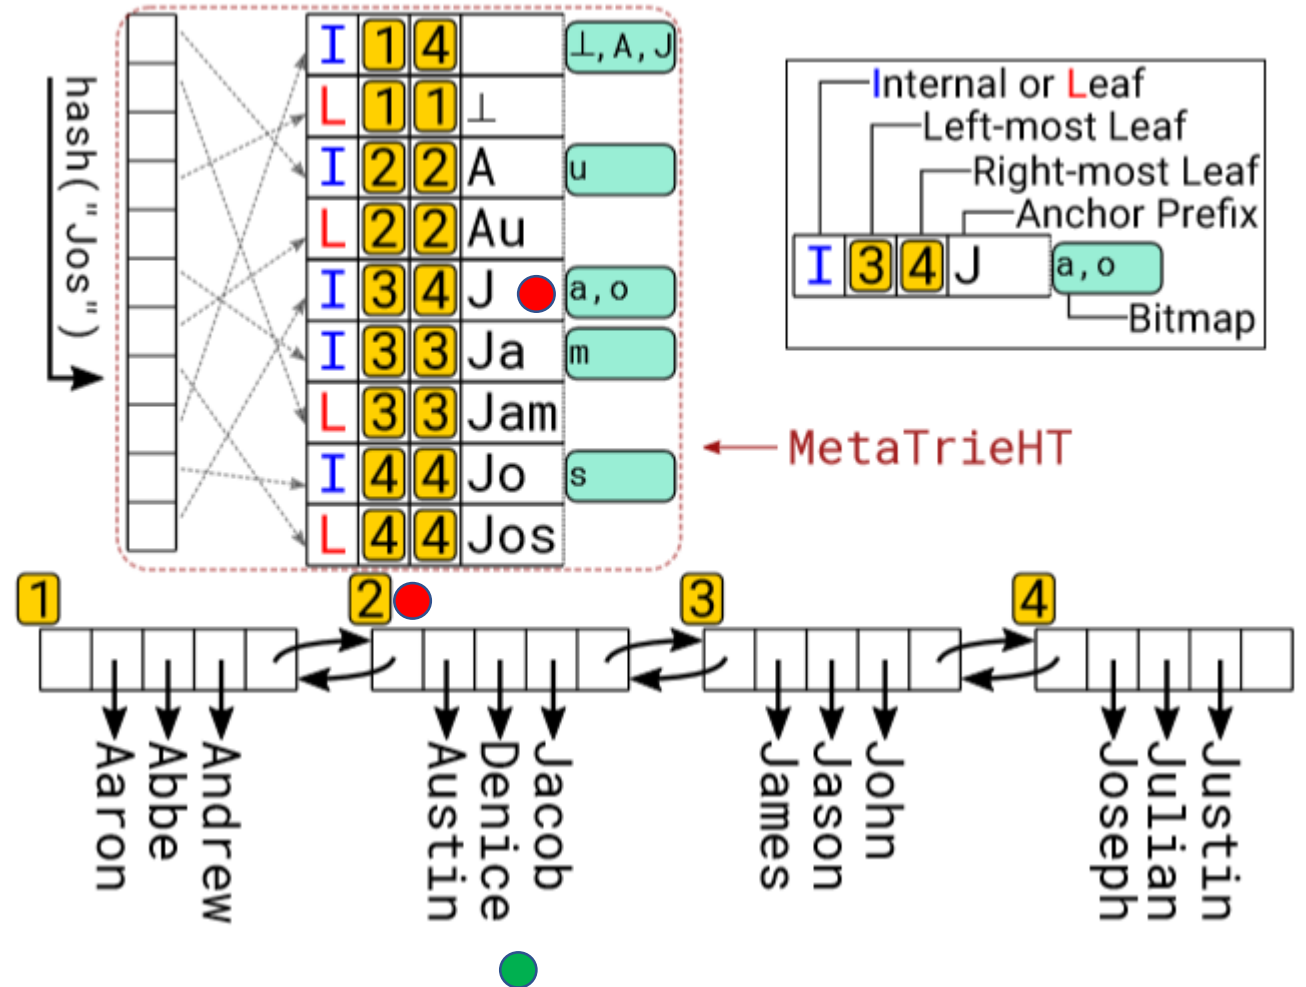 hash("Jos")
I 1 4 ⊥,A,J
L 1 1 ⊥
I 2 2 A u
L 2 2 Au
I 3 4 J a,o
I 3 3 Ja m
L 3 3 Jam
I 4 4 Jo s
L 4 4 Jos
Internal or Leaf
Left-most Leaf
Right-most Leaf
Anchor Prefix
I 3 4 J a,o
Bitmap
MetaTrieHT
1
2
3
4
Aaron
Abbe
Andrew
Austin
Denice
Jacob
James
Jason
John
Joseph
Julian
Justin